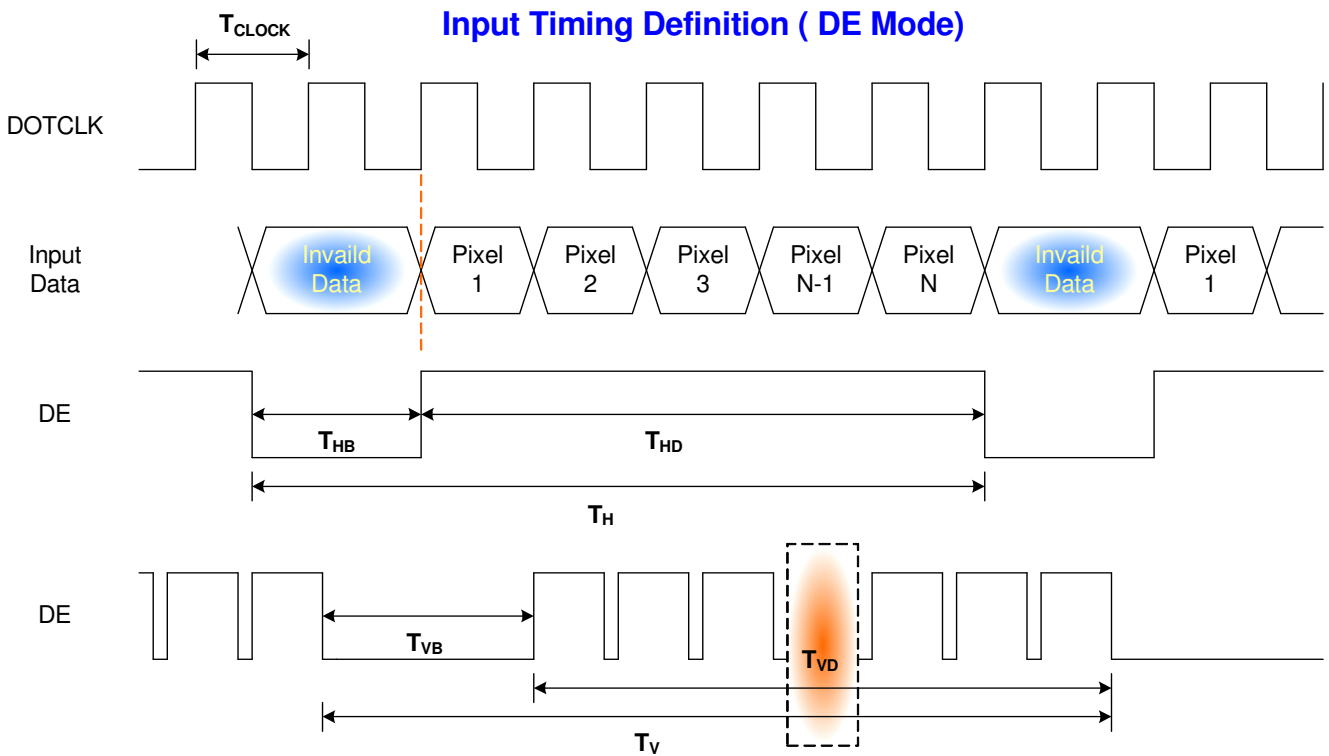 Input Timing Definition ( DE Mode)
TCLOCK
DOTCLK
Input
Data
Invaild
Data
Pixel
1
Pixel
2
Pixel
3
Pixel
N-1
Pixel
N
Invaild
Data
Pixel
1
DE
THB
THD
TH
DE
TVB
TVD
TV